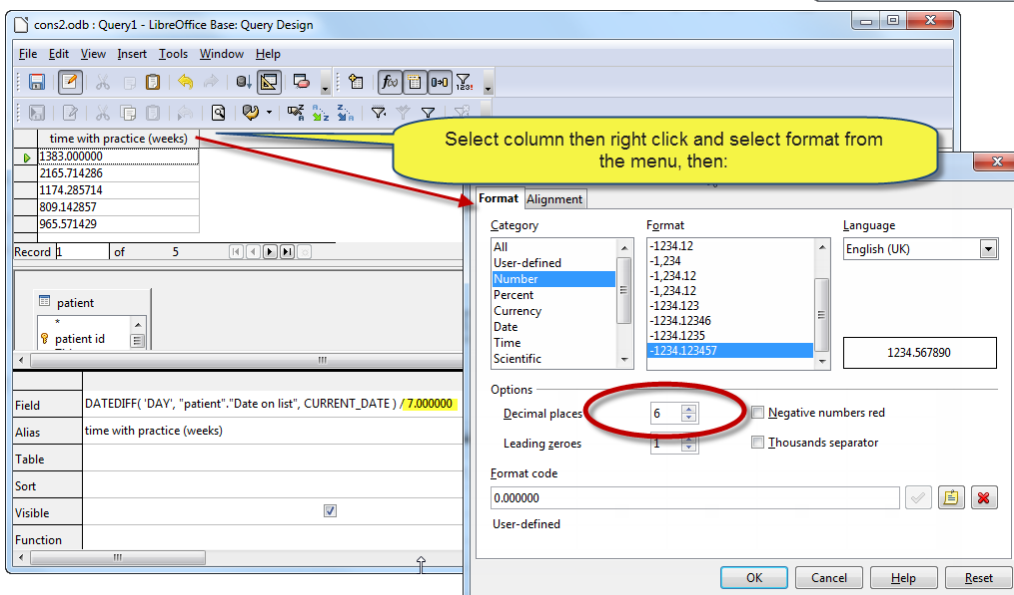 cons2.odb : Query1 - LibreOffice Base: Query Design
File Edit View Insert Tools Window Help
time with practice (weeks)
1383.000000
2165.714286
1174.285714
809.142857
965.571429
Record 1 of 5
Select column then right click and select format from
the menu, then:
patient
*
patient id
Field DATEDIFF( 'DAY', "patient"."Date on list", CURRENT_DATE ) / 7.000000
Alias time with practice (weeks)
Table
Sort
Visible
Function
Format Alignment
Category Format Language
All
User-defined
Number
Percent
Currency
Date
Time
Scientific
-1234.12
-1,234
-1,234.12
-1,234.12
-1234.123
-1234.12346
-1234.1235
-1234.123457
English (UK)
1234.567890
Options
Decimal places 6 Negative numbers red
Leading zeroes 1 Thousands separator
Format code
0.000000
User-defined
OK Cancel Help Reset